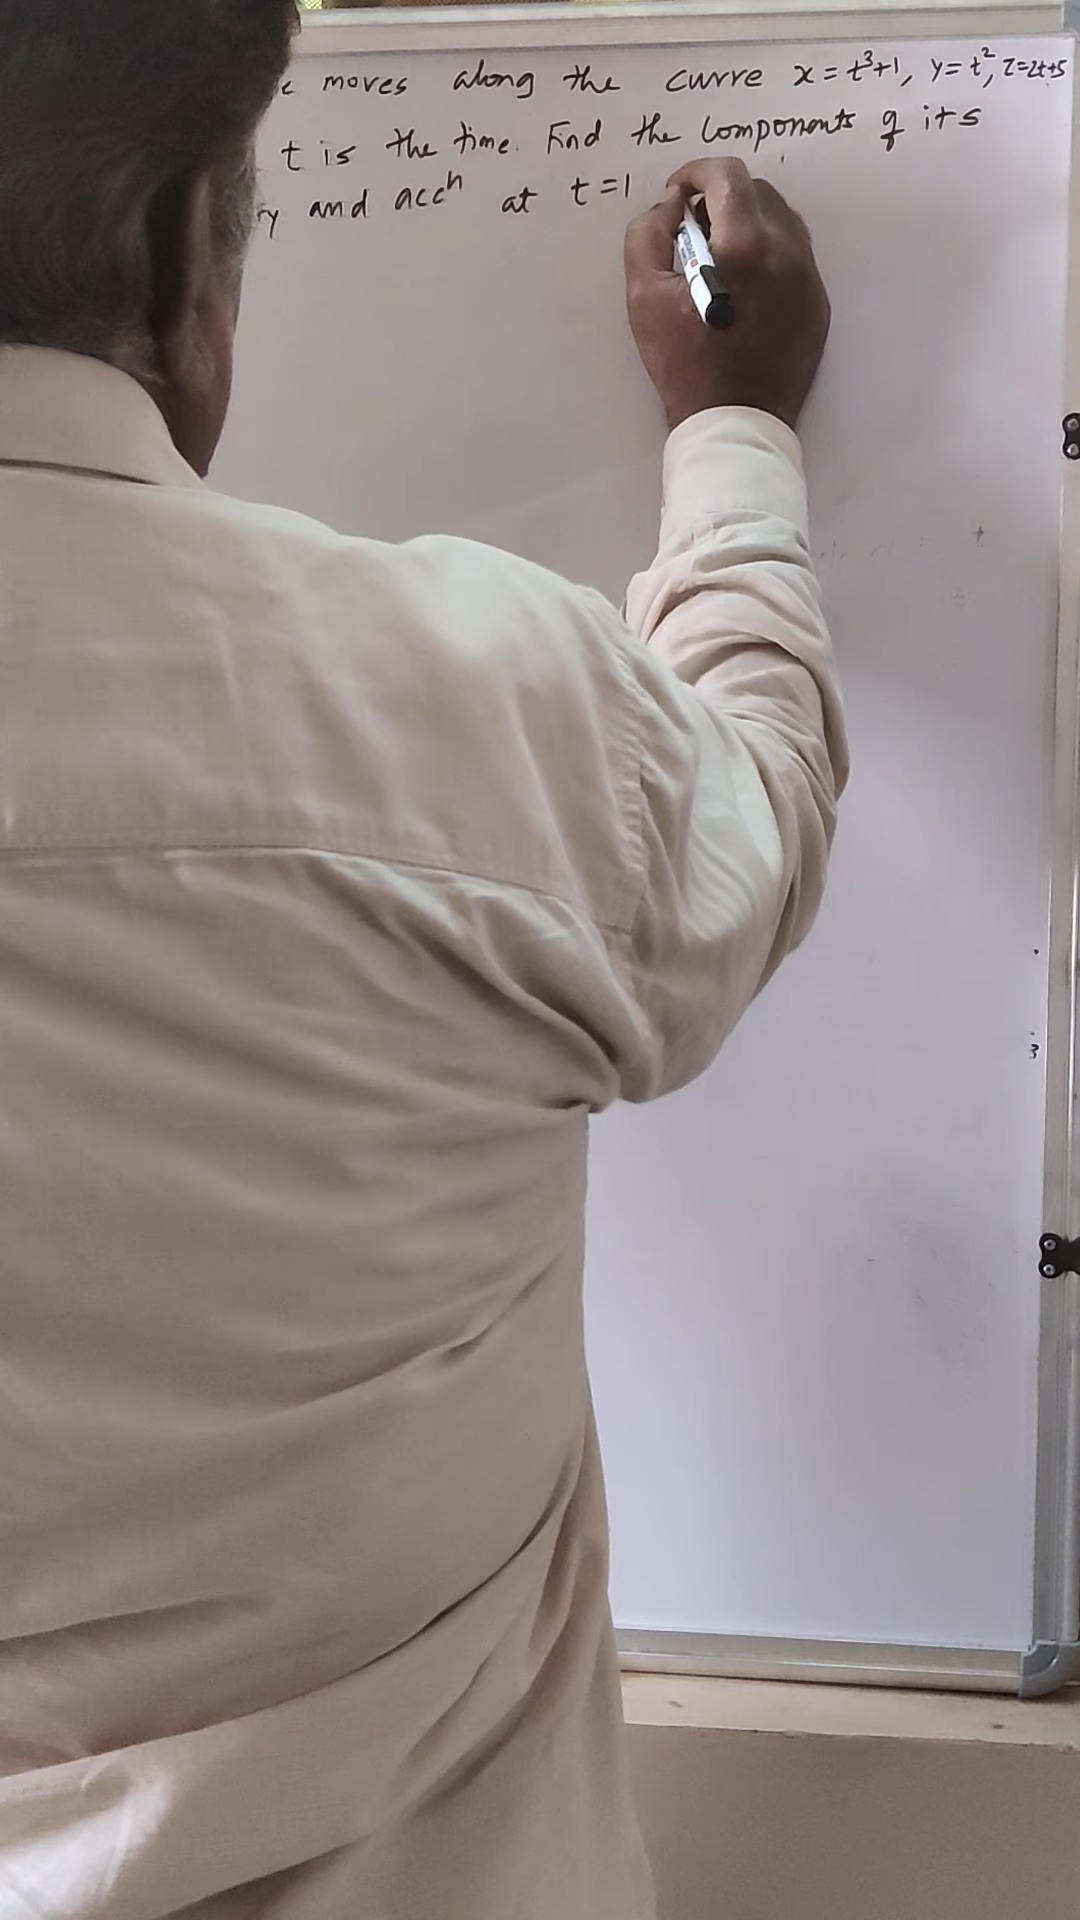 moves along the curve x = t³+1, y = t², z=2t+5
t is the time. Find the components of its
and accn at t=1